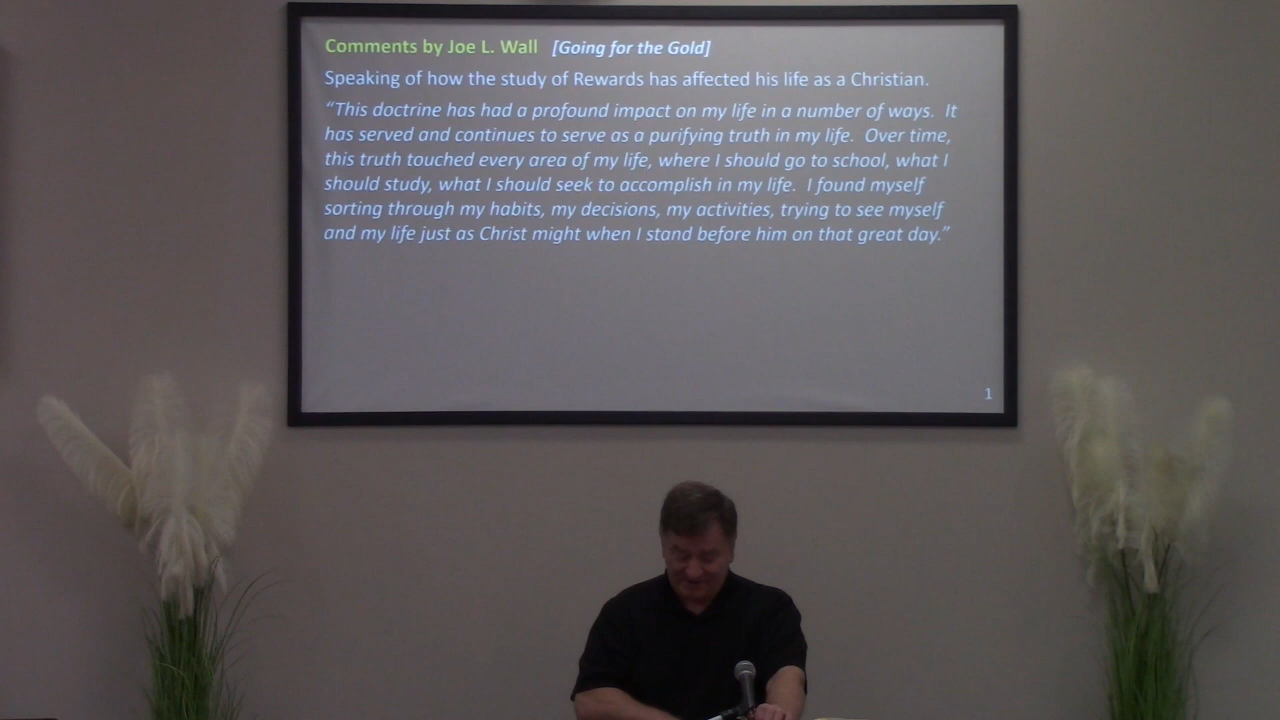 Comments by Joe L. Wall [Going for the Gold]
Speaking of how the study of Rewards has affected his life as a Christian.
“This doctrine has had a profound impact on my life in a number of ways. It
has served and continues to serve as a purifying truth in my life. Over time,
this truth touched every area of my life, where I should go to school, what I
should study, what I should seek to accomplish in my life. I found myself
sorting through my habits, my decisions, my activities, trying to see myself
and my life just as Christ might when I stand before him on that great day.”
1